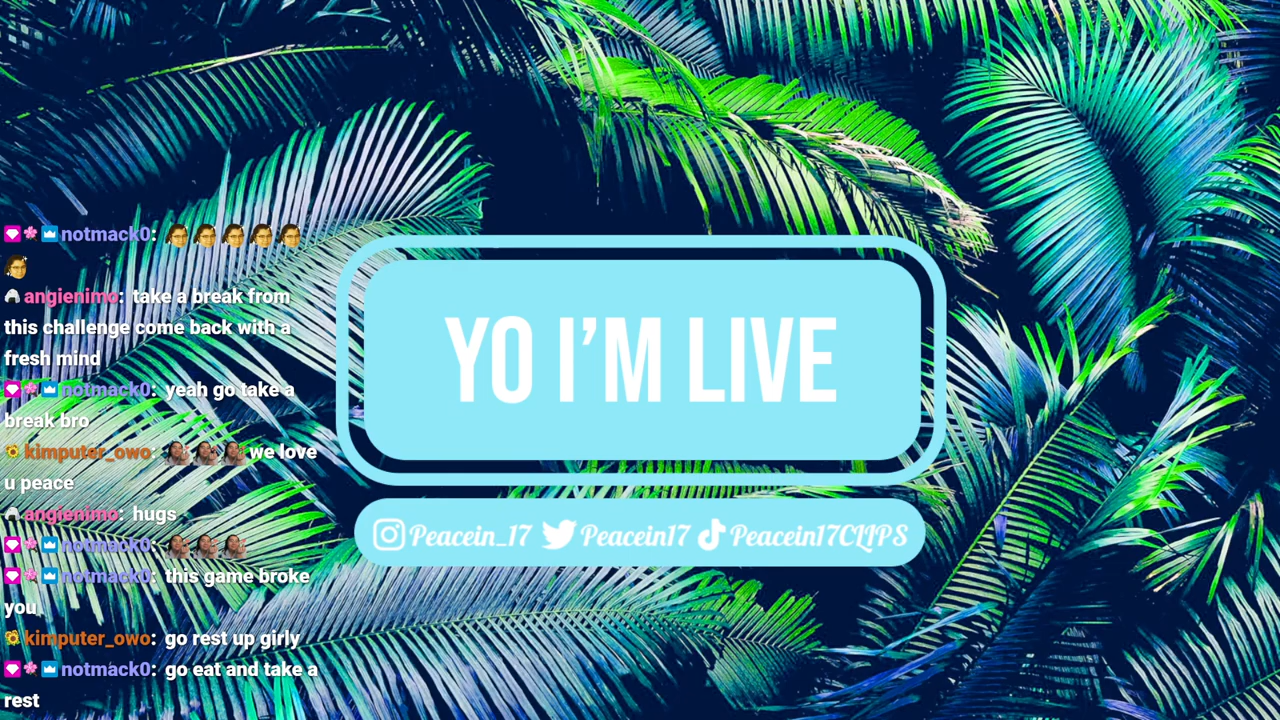 notmack0:
angienimo: take a break from
this challenge come back with a
fresh mind
notmack0: yeah go take a
break bro
kimputer_owo we love
u peace
angienimo: hugs
notmack0:
notmack0: this game broke
you
kimputer_owo: go rest up girly
notmack0: go eat and take a
rest
YO I’M LIVE
Peacein_17 Peacein17 Peacein17CLIPS